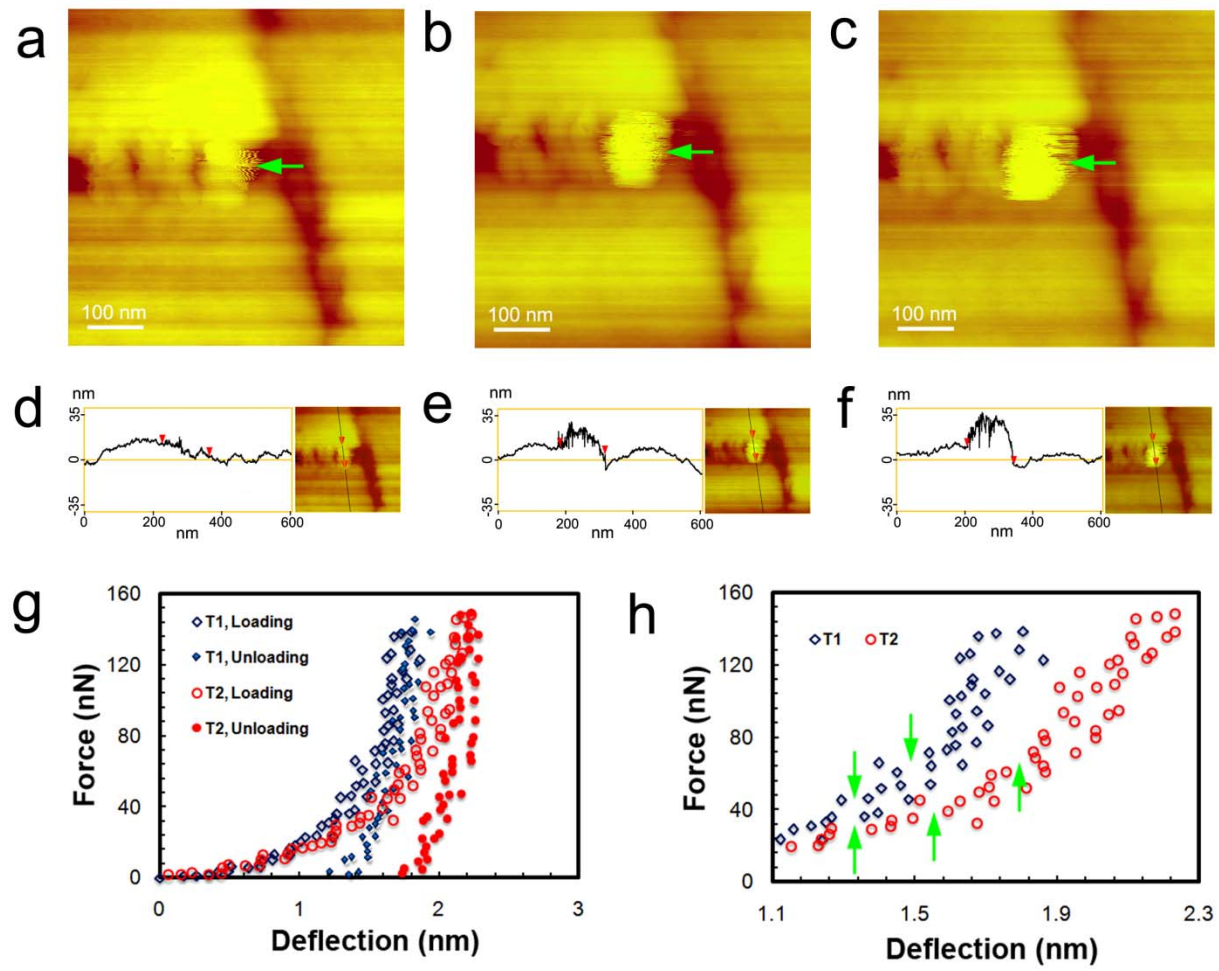 a
b
c
100 nm
100 nm
100 nm
d
nm
35
0
-35
0 200 400 600
nm
e
nm
35
0
-35
0 200 400 600
nm
f
nm
35
0
-35
0 200 400 600
nm
g
160
120
80
40
0
0 1 2 3
Force (nN)
Deflection (nm)
T1, Loading
T1, Unloading
T2, Loading
T2, Unloading
h
160
120
80
40
0
1.1 1.5 1.9 2.3
Force (nN)
Deflection (nm)
T1 T2